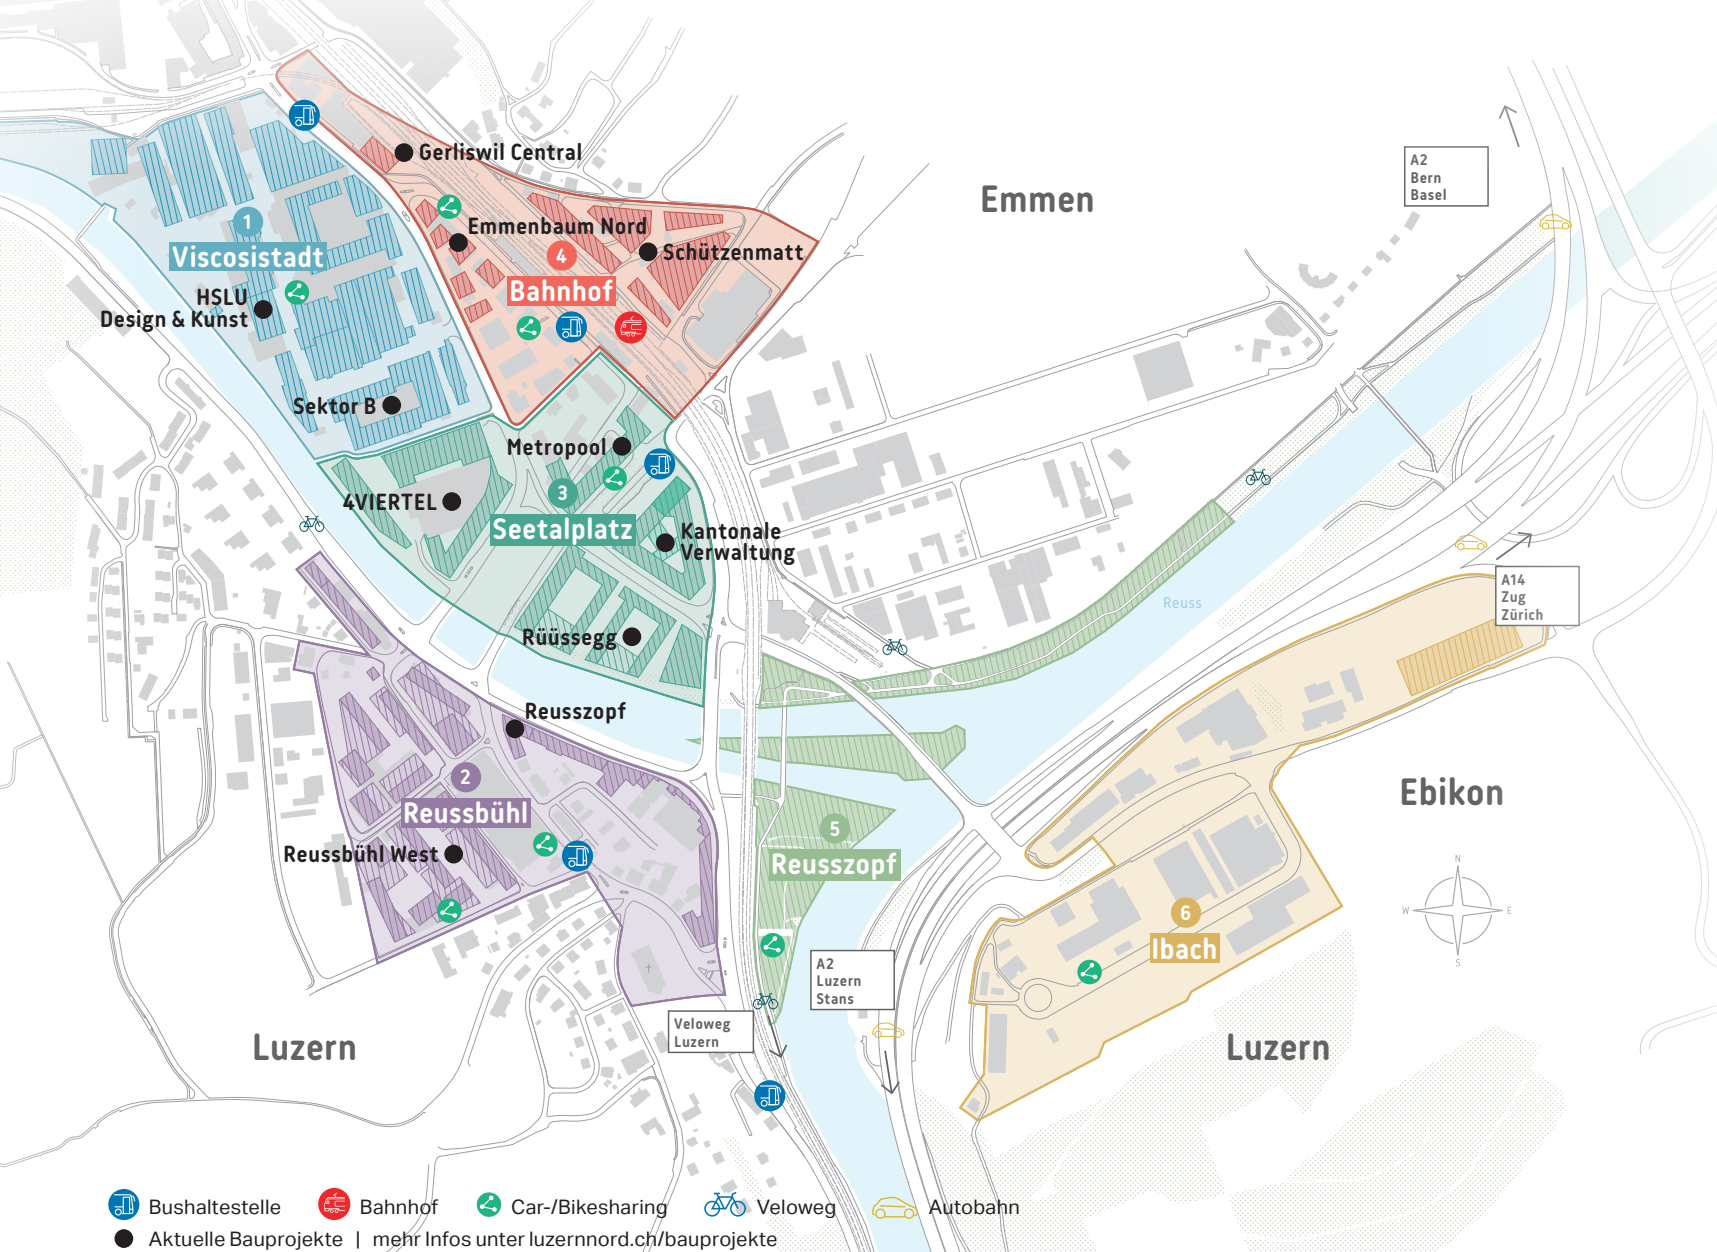 Gerliswil Central
Emmen
A2
Bern
Basel
1
Viscosistadt
Emmenbaum Nord
4
Schützenmatt
Bahnhof
HSLU
Design & Kunst
Sektor B
Metropool
4VIERTEL
3
Seetalplatz
Kantonale
Verwaltung
A14
Zug
Zürich
Reuss
Rüüssegg
Reusszopf
2
Reussbühl
Reussbühl West
5
Reusszopf
Ebikon
N
W
E
S
6
Ibach
A2
Luzern
Stans
Veloweg
Luzern
Luzern
Luzern
Bushaltestelle
Bahnhof
Car-/Bikesharing
Veloweg
Autobahn
Aktuelle Bauprojekte | mehr Infos unter luzernnord.ch/bauprojekte